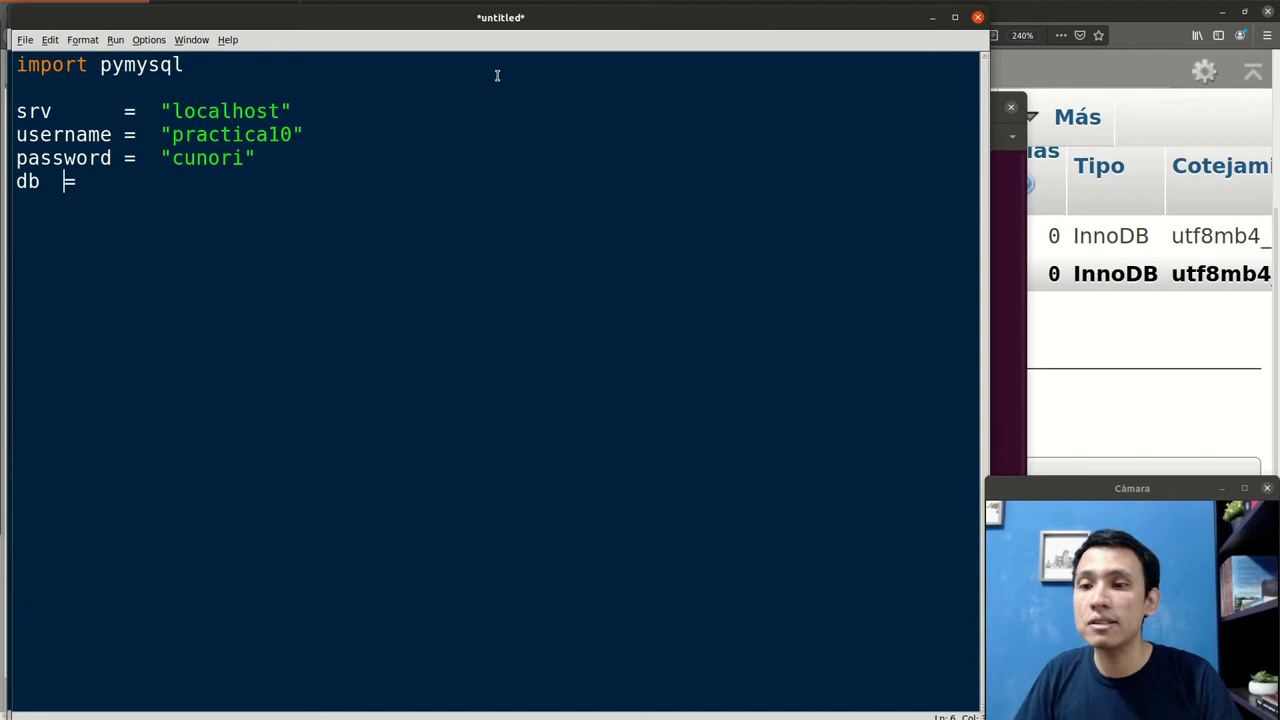 *untitled*
File Edit Format Run Options Window Help
240%
import pymysql
srv = "localhost"
username = "practica10"
password = "cunori"
db =
Más
Tipo Cotejami
0 InnoDB utf8mb4_
0 InnoDB utf8mb4
Cámara